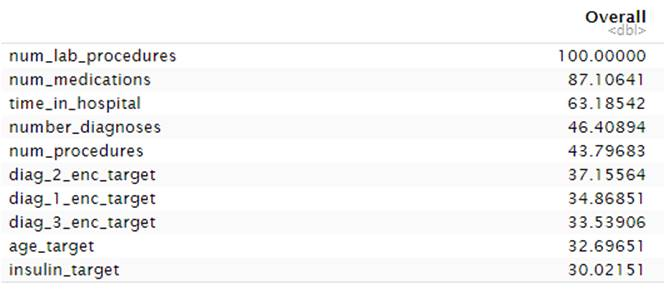 Overall
<dbl>
num_lab_procedures 100.00000
num_medications 87.10641
time_in_hospital 63.18542
number_diagnoses 46.40894
num_procedures 43.79683
diag_2_enc_target 37.15564
diag_1_enc_target 34.86851
diag_3_enc_target 33.53906
age_target 32.69651
insulin_target 30.02151